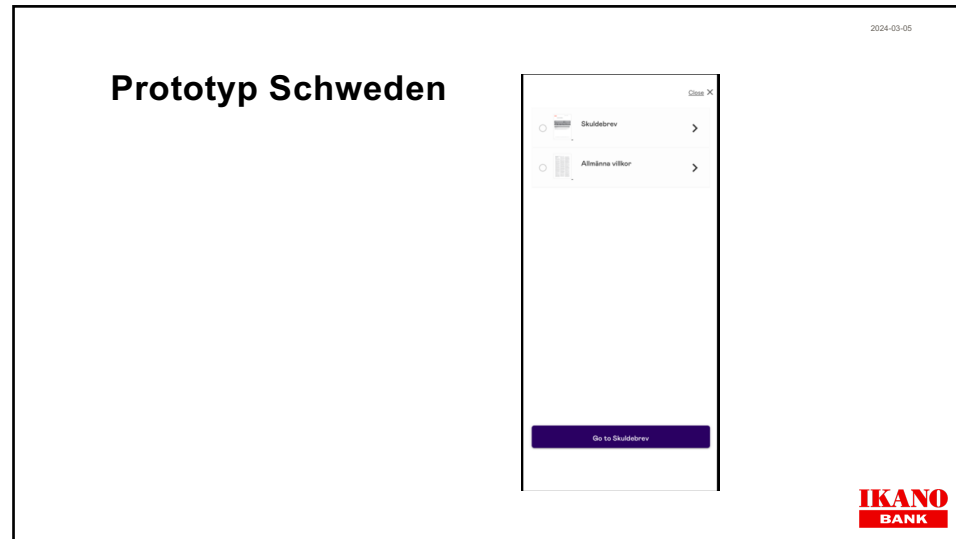 2024-03-05
Prototyp Schweden
Close X
Skuldebrev
Allmänna villkor
Go to Skuldebrev
IKANO
BANK